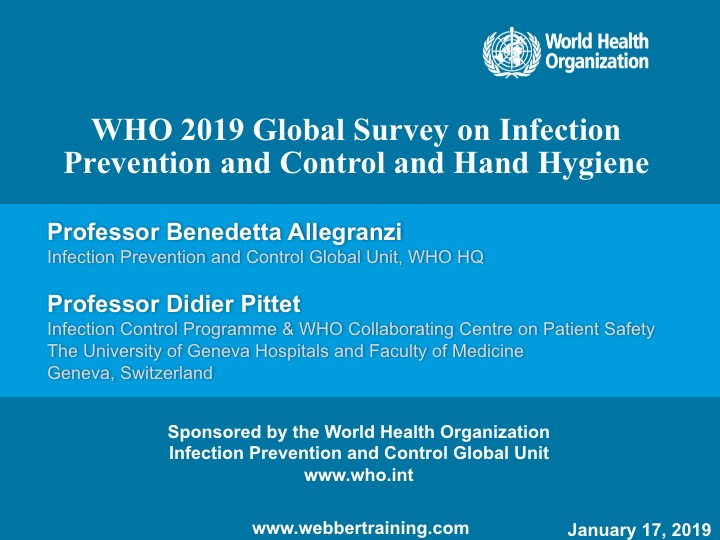 World Health
Organization
WHO 2019 Global Survey on Infection
Prevention and Control and Hand Hygiene
Professor Benedetta Allegranzi
Infection Prevention and Control Global Unit, WHO HQ
Professor Didier Pittet
Infection Control Programme & WHO Collaborating Centre on Patient Safety
The University of Geneva Hospitals and Faculty of Medicine
Geneva, Switzerland
Sponsored by the World Health Organization
Infection Prevention and Control Global Unit
www.who.int
www.webbertraining.com
January 17, 2019